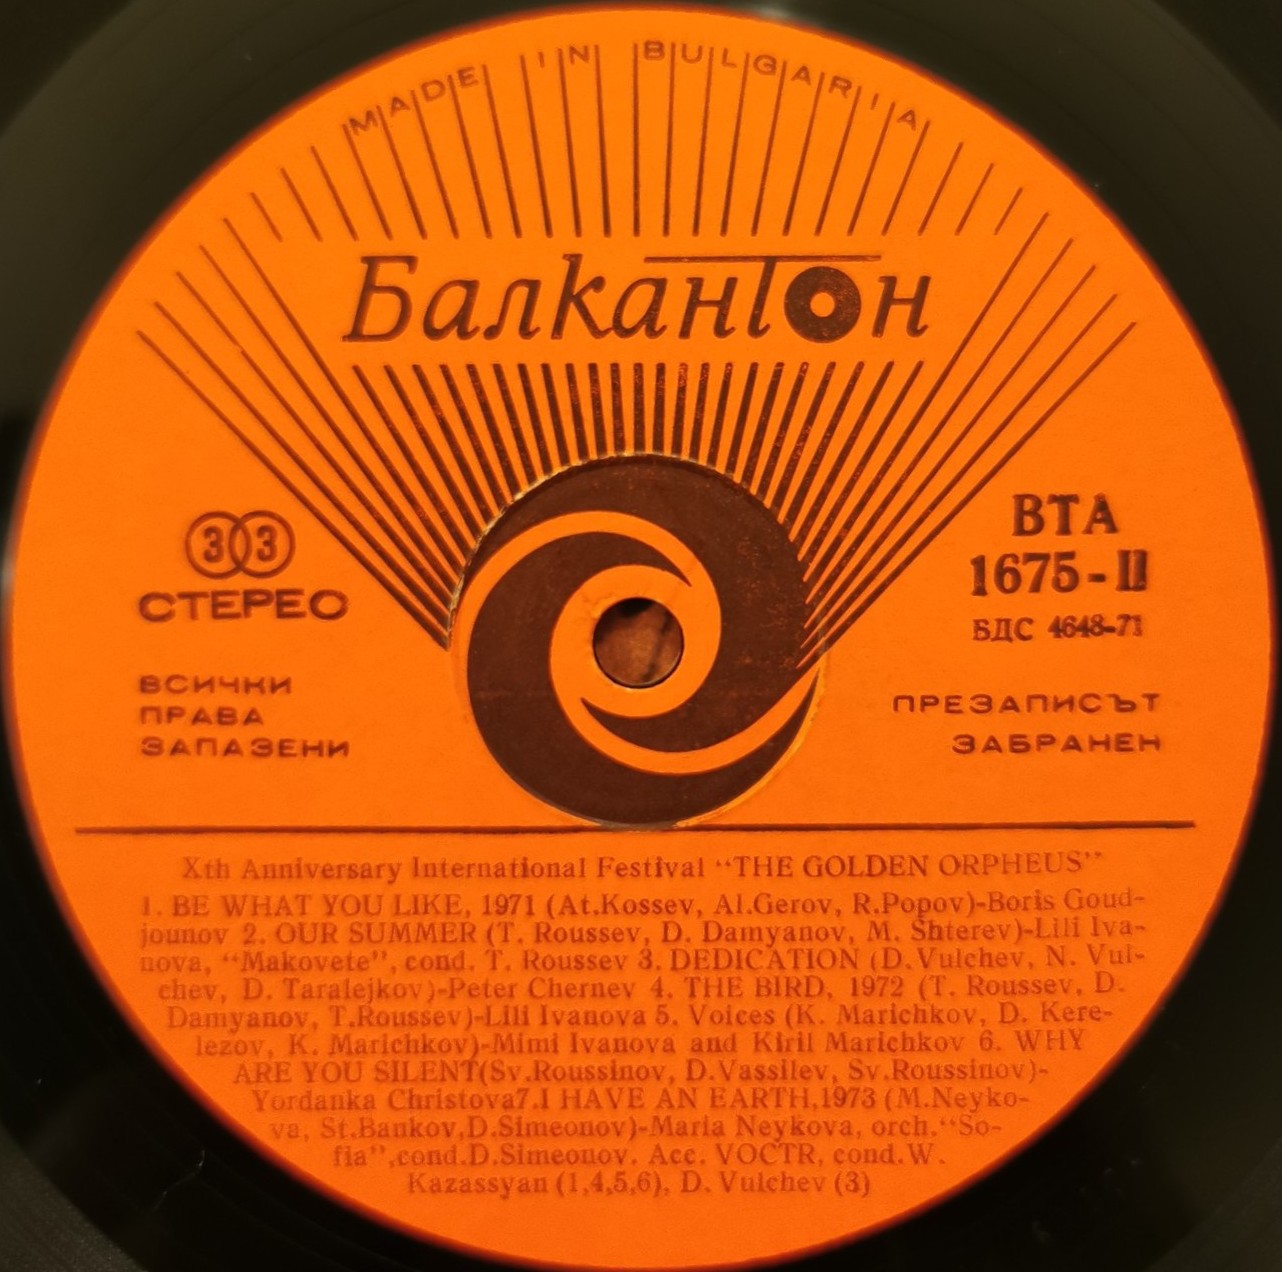 MADE IN BULGARIA
Балкантон
33
СТЕРЕО
ВСИЧКИ
ПРАВА
ЗАПАЗЕНИ
ВТА
1675-II
БДС 4648-71
ПРЕЗАПИСЪТ
ЗАБРАНЕН
Xth Anniversary International Festival "THE GOLDEN ORPHEUS"
1. BE WHAT YOU LIKE, 1971 (At.Kossev, Al.Gerov, R.Popov)-Boris Goud-
jounov 2. OUR SUMMER (T. Roussev, D. Damyanov, M. Shterev)-Lili Iva-
nova, "Makovete", cond. T. Roussev 3. DEDICATION (D. Vulchev, N. Vul-
chev, D. Taralejkov)-Peter Chernev 4. THE BIRD, 1972 (T. Roussev, D.
Damyanov, T.Roussev)-Lili Ivanova 5. Voices (K. Marichkov, D. Kere-
lezov, K. Marichkov)-Mimi Ivanova and Kiril Marichkov 6. WHY
ARE YOU SILENT(Sv.Roussinov, D.Vassilev, Sv.Roussinov)-
Yordanka Christova7.I HAVE AN EARTH,1973 (M.Neyko-
va, St.Bankov,D.Simeonov)-Maria Neykova, orch."So-
fia",cond.D.Simeonov. Acc. VOCTR, cond.W.
Kazassyan (1,4,5,6), D. Vulchev (3)